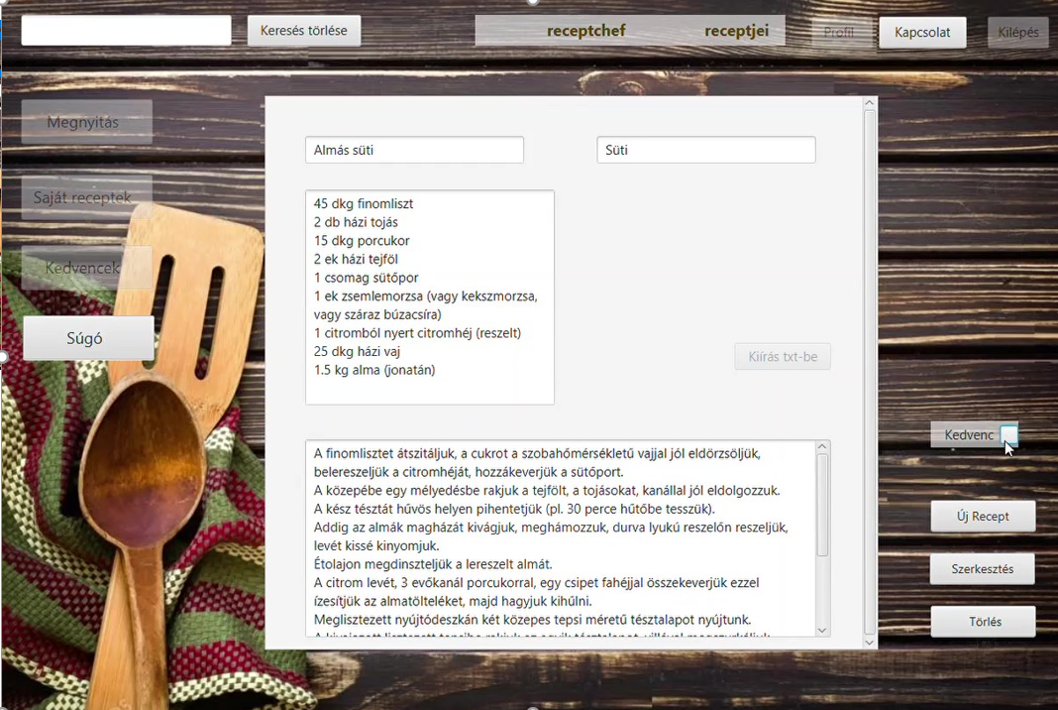 Keresés törlése
receptchef receptjei
Profil
Kapcsolat
Kilépés
Megnyitás
Saját receptek
Kedvencek
Súgó
Almás süti
Süti
45 dkg finomliszt
2 db házi tojás
15 dkg porcukor
2 ek házi tejföl
1 csomag sütőpor
1 ek zsemlemorzsa (vagy kekszmorzsa,
vagy száraz búzacsíra)
1 citromból nyert citromhéj (reszelt)
25 dkg házi vaj
1.5 kg alma (jonatán)
Kiírás txt-be
A finomlisztet átszitáljuk, a cukrot a szobahőmérsékletű vajjal jól eldörzsöljük,
belereszeljük a citromhéját, hozzákeverjük a sütőport.
A közepébe egy mélyedésbe rakjuk a tejfölt, a tojásokat, kanállal jól eldolgozzuk.
A kész tésztát hűvös helyen pihentetjük (pl. 30 perce hűtőbe tesszük).
Addig az almák magházát kivágjuk, meghámozzuk, durva lyukú reszelőn reszeljük,
levét kissé kinyomjuk.
Étolajon megdinszteljük a lereszelt almát.
A citrom levét, 3 evőkanál porcukorral, egy csipet fahéjjal összekeverjük ezzel
ízesítjük az almatölteléket, majd hagyjuk kihűlni.
Meglisztezett nyújtódeszkán két közepes tepsi méretű tésztalapot nyújtunk.
Kedvenc
Új Recept
Szerkesztés
Törlés